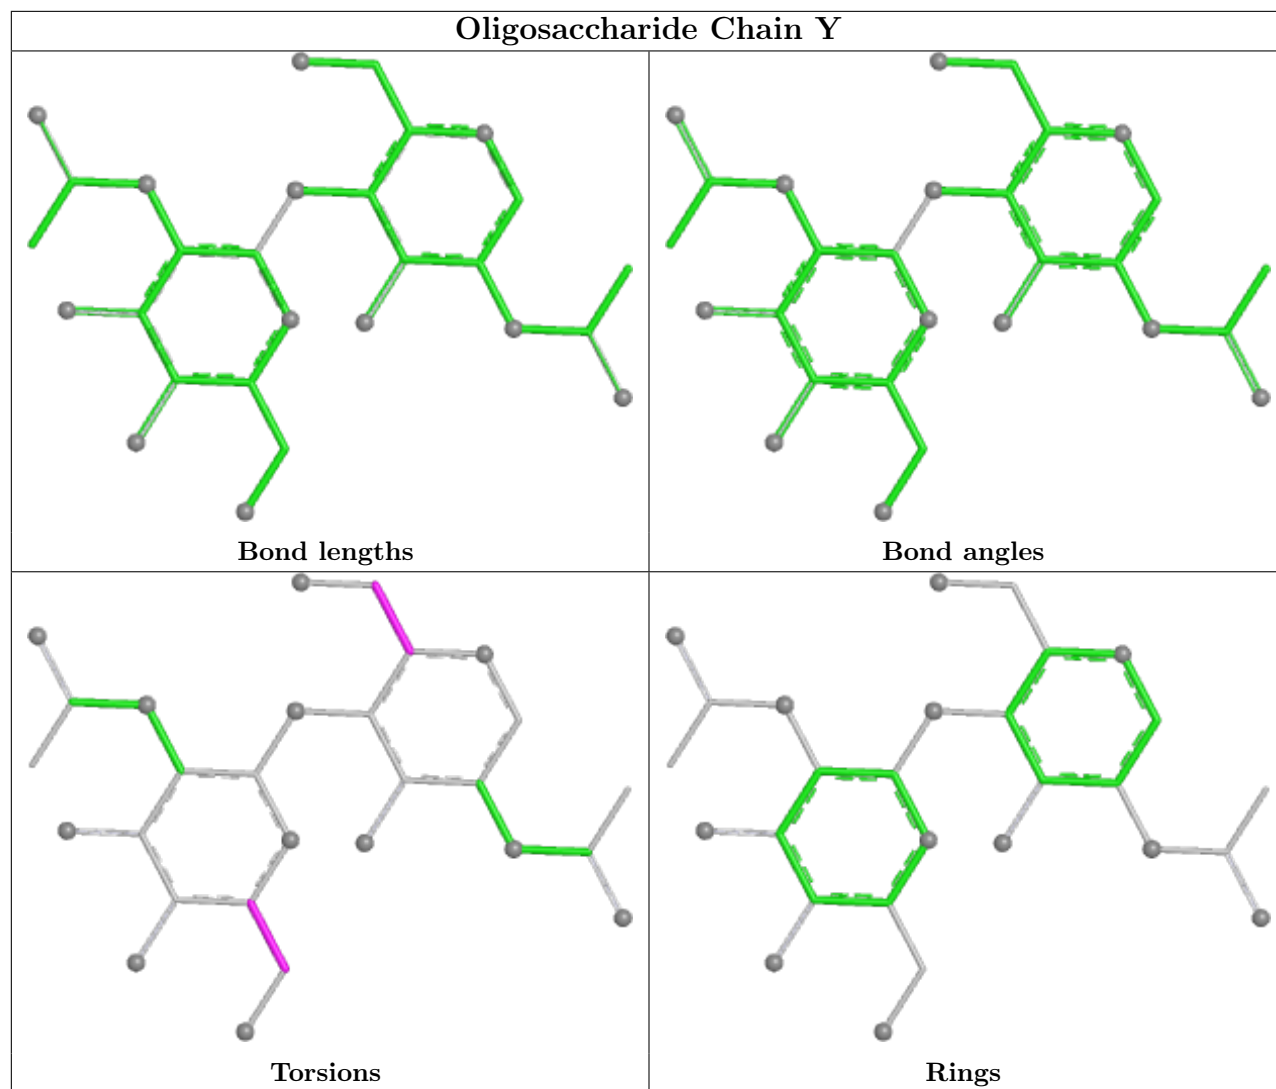 Oligosaccharide Chain Y
Bond lengths
Bond angles
Torsions
Rings